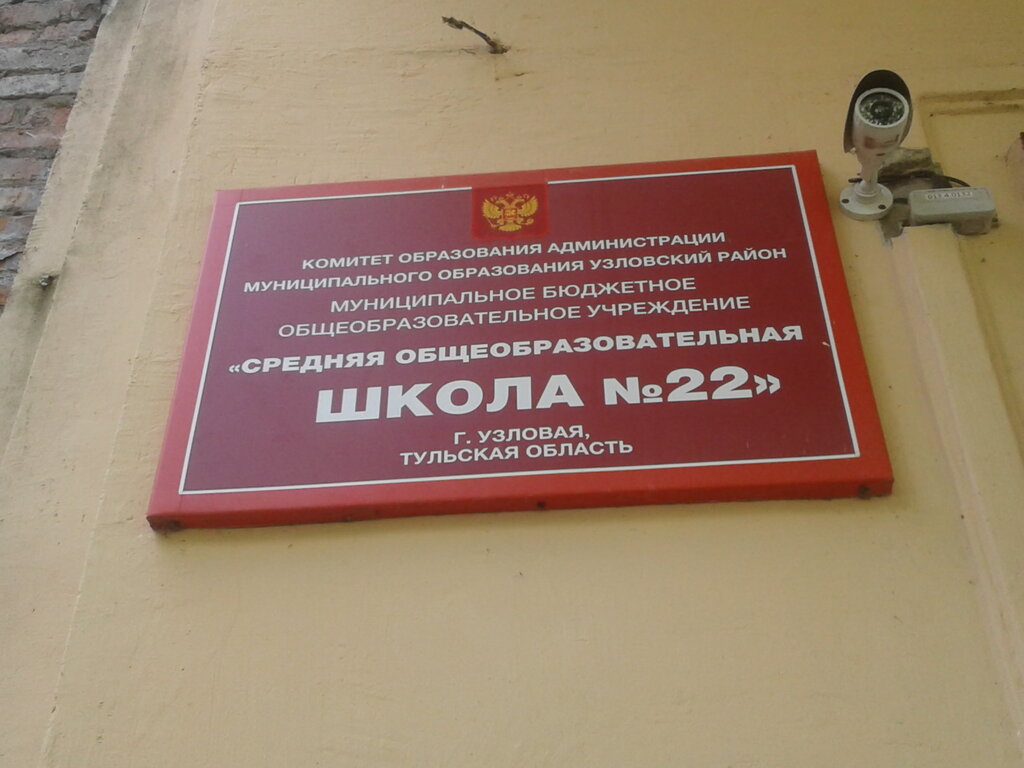 КОМИТЕТ ОБРАЗОВАНИЯ АДМИНИСТРАЦИИ
МУНИЦИПАЛЬНОГО ОБРАЗОВАНИЯ УЗЛОВСКИЙ РАЙОН
МУНИЦИПАЛЬНОЕ БЮДЖЕТНОЕ
ОБЩЕОБРАЗОВАТЕЛЬНОЕ УЧРЕЖДЕНИЕ
«СРЕДНЯЯ ОБЩЕОБРАЗОВАТЕЛЬНАЯ
ШКОЛА №22»
Г. УЗЛОВАЯ,
ТУЛЬСКАЯ ОБЛАСТЬ